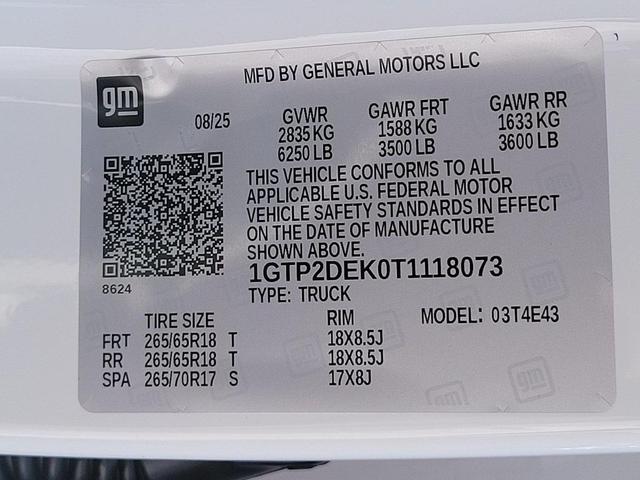 MFD BY GENERAL MOTORS LLC
gm
08/25
GVWR GAWR FRT GAWR RR
2835 KG 1588 KG 1633 KG
6250 LB 3500 LB 3600 LB
THIS VEHICLE CONFORMS TO ALL
APPLICABLE U.S. FEDERAL MOTOR
VEHICLE SAFETY STANDARDS IN EFFECT
ON THE DATE OF MANUFACTURE
SHOWN ABOVE.
1GTP2DEK0T1118073
8624
TYPE: TRUCK
TIRE SIZE RIM MODEL: 03T4E43
FRT 265/65R18 T 18X8.5J
RR 265/65R18 T 18X8.5J
SPA 265/70R17 S 17X8J